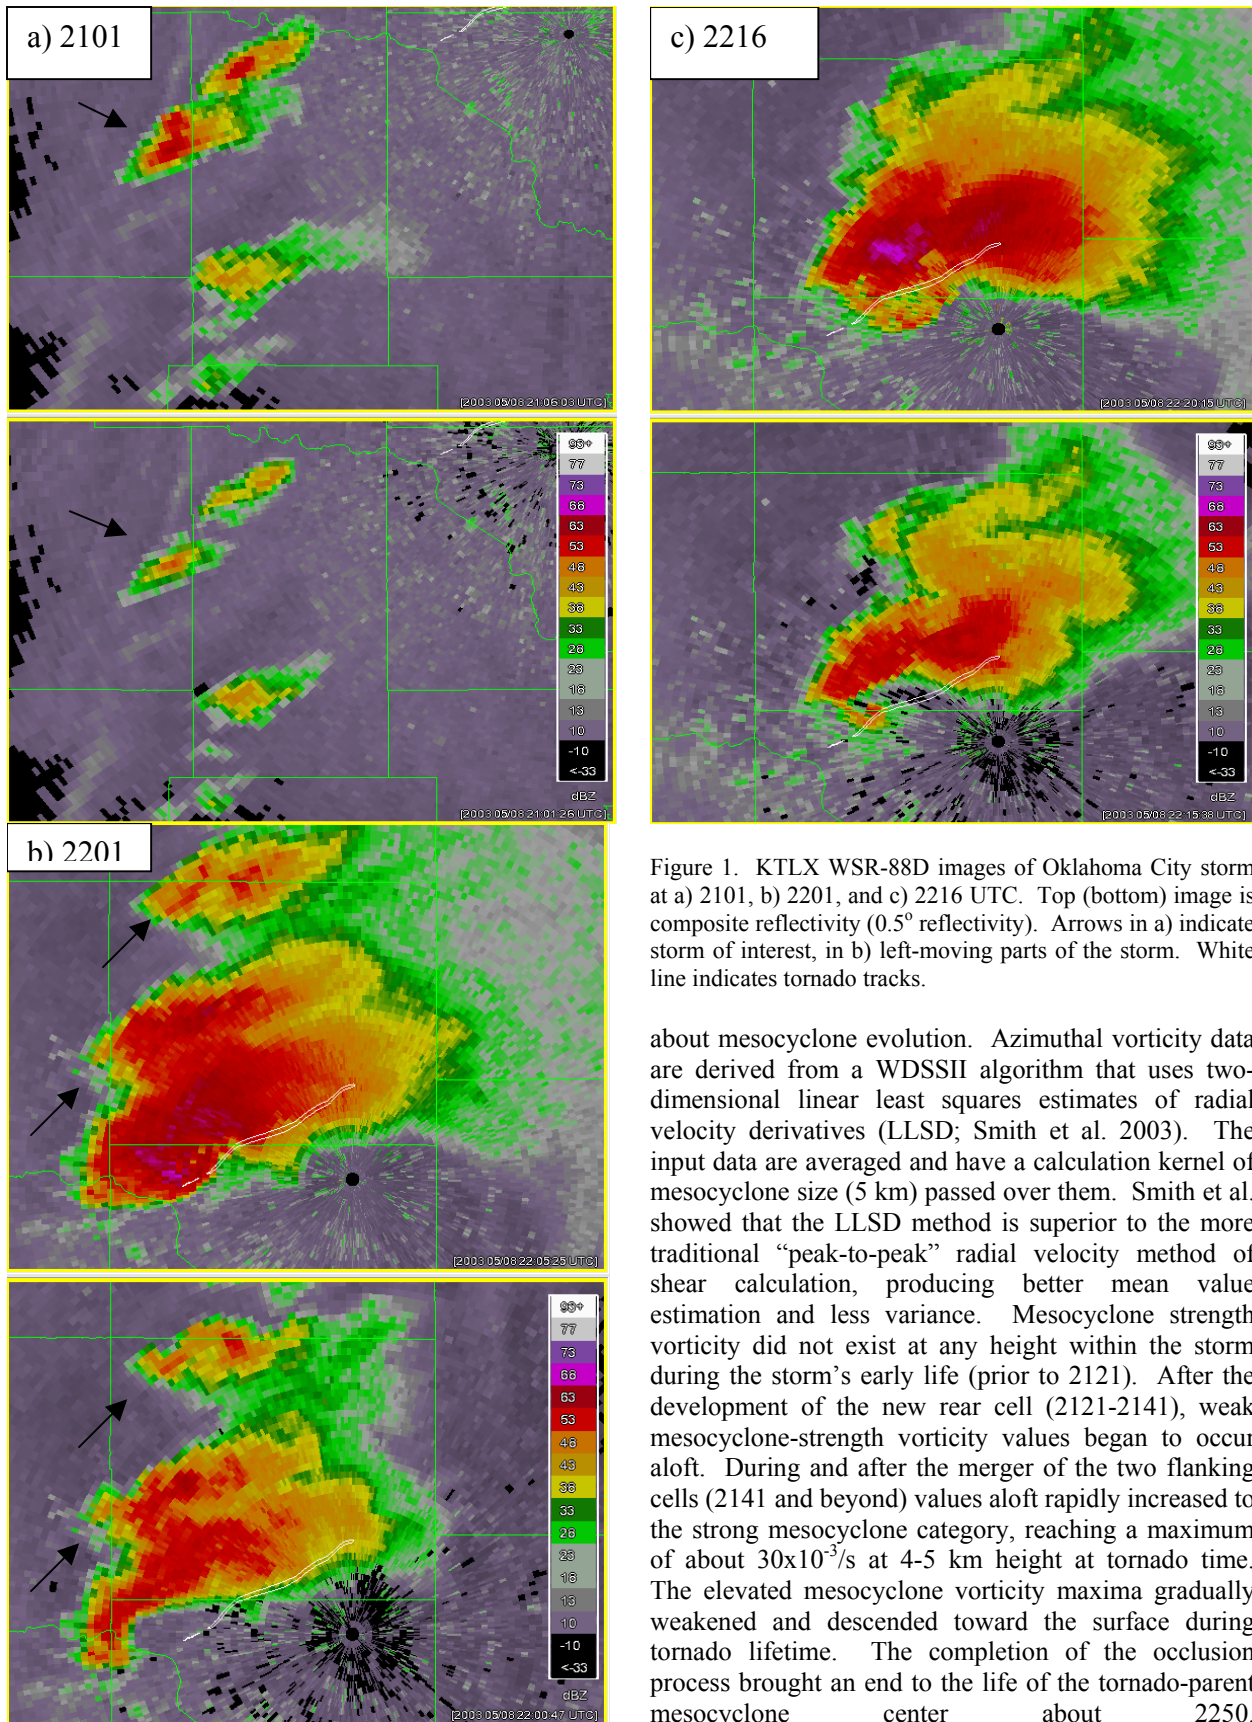 a) 2101
[2003 05/08 21:06:03 UTC]
93+
77
73
68
63
53
48
43
38
33
28
23
18
13
10
-10
<-33
dBZ
[2003 05/08 21:01:26 UTC]
b) 2201
[2003 05/08 22:05:25 UTC]
93+
77
73
68
63
53
48
43
38
33
28
23
18
13
10
-10
<-33
dBZ
[2003 05/08 22:00:47 UTC]
c) 2216
[2003 05/08 22:20:15 UTC]
93+
77
73
68
63
53
48
43
38
33
28
23
18
13
10
-10
<-33
dBZ
[2003 05/08 22:15:38 UTC]
Figure 1. KTLX WSR-88D images of Oklahoma City storm
at a) 2101, b) 2201, and c) 2216 UTC. Top (bottom) image is
composite reflectivity (0.5° reflectivity). Arrows in a) indicate
storm of interest, in b) left-moving parts of the storm. White
line indicates tornado tracks.
about mesocyclone evolution. Azimuthal vorticity data
are derived from a WDSSII algorithm that uses two-
dimensional linear least squares estimates of radial
velocity derivatives (LLSD; Smith et al. 2003). The
input data are averaged and have a calculation kernel of
mesocyclone size (5 km) passed over them. Smith et al.
showed that the LLSD method is superior to the more
traditional “peak-to-peak” radial velocity method of
shear calculation, producing better mean value
estimation and less variance. Mesocyclone strength
vorticity did not exist at any height within the storm
during the storm’s early life (prior to 2121). After the
development of the new rear cell (2121-2141), weak
mesocyclone-strength vorticity values began to occur
aloft. During and after the merger of the two flanking
cells (2141 and beyond) values aloft rapidly increased to
the strong mesocyclone category, reaching a maximum
of about 30x10⁻³/s at 4-5 km height at tornado time.
The elevated mesocyclone vorticity maxima gradually
weakened and descended toward the surface during
tornado lifetime. The completion of the occlusion
process brought an end to the life of the tornado-parent
mesocyclone center about 2250.